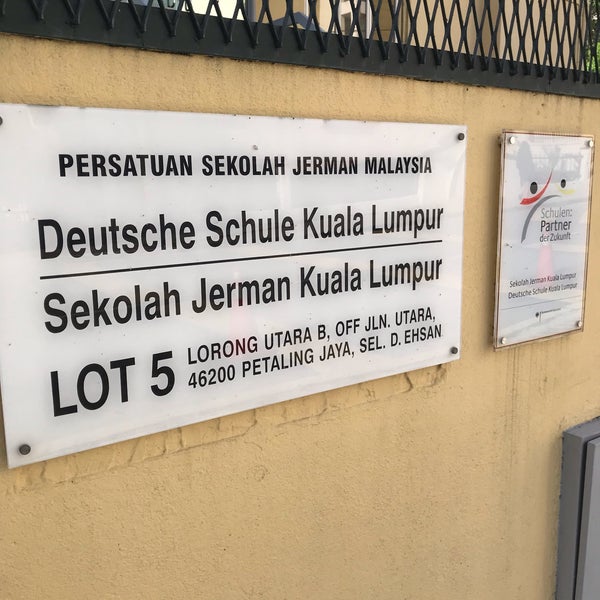 PERSATUAN SEKOLAH JERMAN MALAYSIA
Deutsche Schule Kuala Lumpur
Sekolah Jerman Kuala Lumpur
LOT 5
LORONG UTARA B, OFF JLN. UTARA,
46200 PETALING JAYA, SEL. D. EHSAN
Schulen:
Partner
der Zukunft
Sekolah Jerman Kuala Lumpur
Deutsche Schule Kuala Lumpur